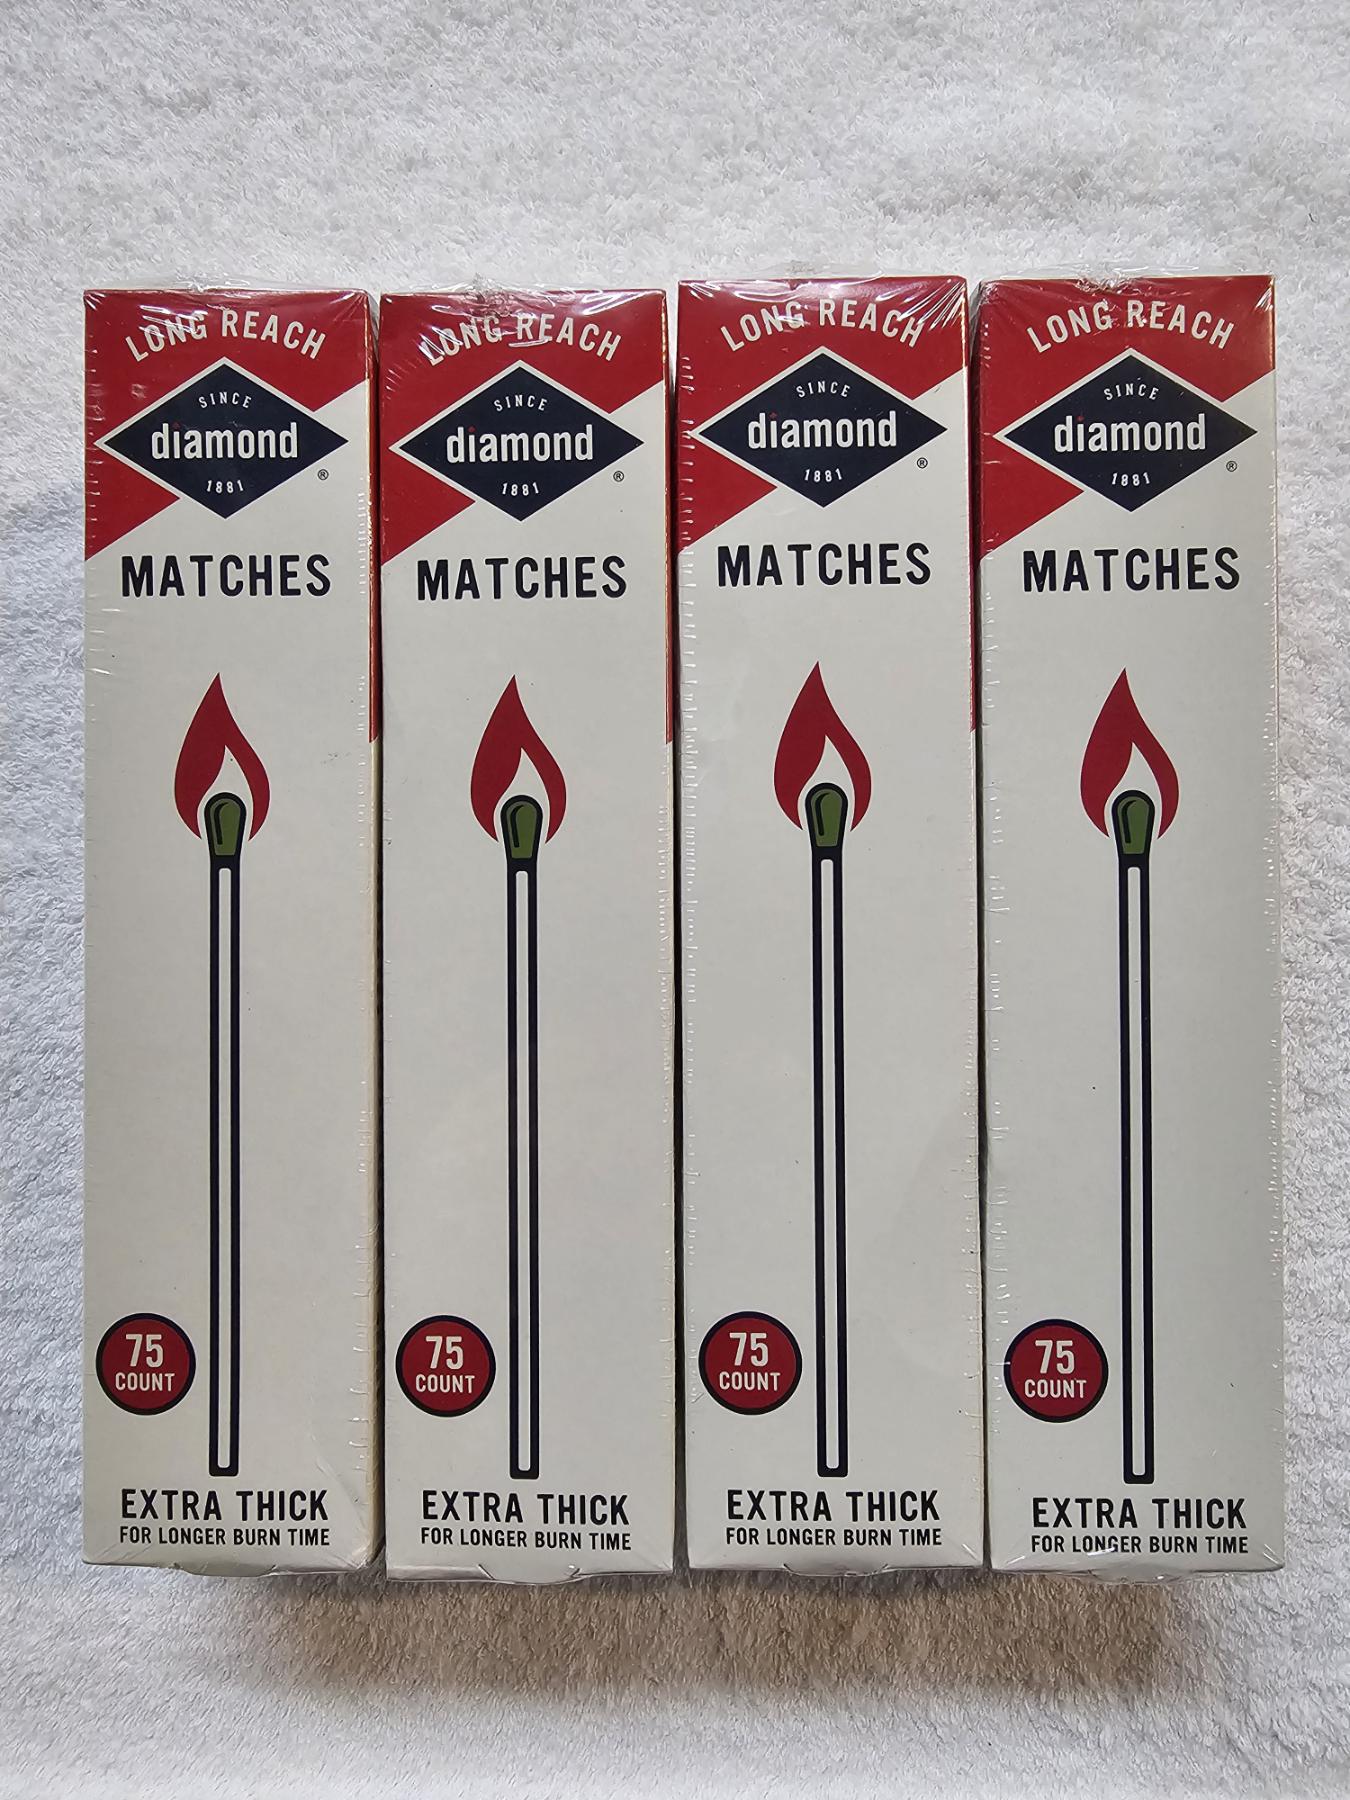 LONG REACH
SINCE
diamond
1881
®
MATCHES
75
COUNT
EXTRA THICK
FOR LONGER BURN TIME
LONG REACH
SINCE
diamond
1881
®
MATCHES
75
COUNT
EXTRA THICK
FOR LONGER BURN TIME
LONG REACH
SINCE
diamond
1881
®
MATCHES
75
COUNT
EXTRA THICK
FOR LONGER BURN TIME
LONG REACH
SINCE
diamond
1881
®
MATCHES
75
COUNT
EXTRA THICK
FOR LONGER BURN TIME